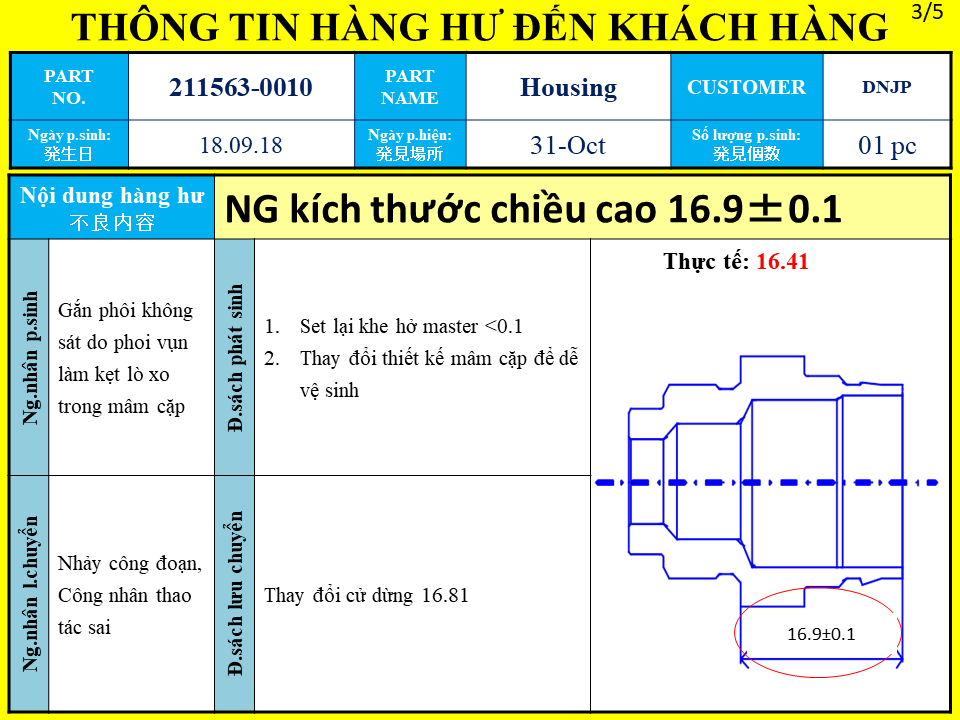 3/5
THÔNG TIN HÀNG HƯ ĐẾN KHÁCH HÀNG
PART
NO.
211563-0010
PART
NAME
Housing
CUSTOMER
DNJP
Ngày p.sinh:
発生日
18.09.18
Ngày p.hiện:
発見場所
31-Oct
Số lượng p.sinh:
発見個数
01 pc
Nội dung hàng hư
不良内容
NG kích thước chiều cao 16.9±0.1
Ng.nhân p.sinh
Gắn phôi không
sát do phoi vụn
làm kẹt lò xo
trong mâm cặp
Đ.sách phát sinh
1. Set lại khe hở master <0.1
2. Thay đổi thiết kế mâm cặp để dễ
vệ sinh
Thực tế: 16.41
16.9±0.1
Ng.nhân l.chuyển
Nhảy công đoạn,
Công nhân thao
tác sai
Đ.sách lưu chuyển
Thay đổi cử dừng 16.81